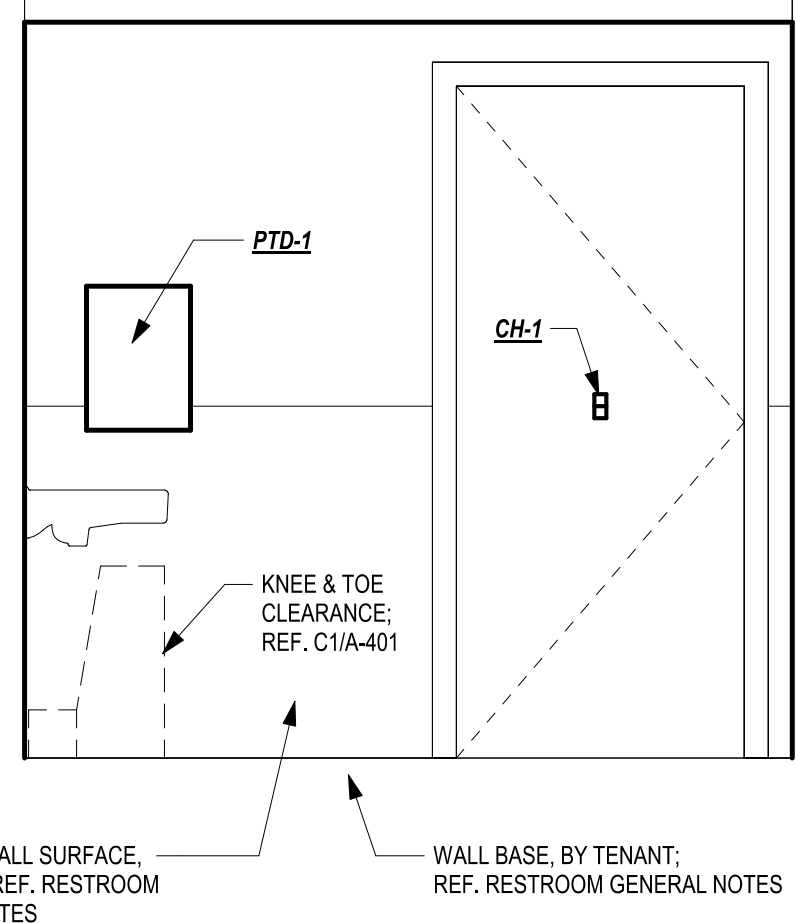 PTD-1
CH-1
KNEE & TOE
CLEARANCE;
REF. C1/A-401
ALL SURFACE,
REF. RESTROOM
TES
WALL BASE, BY TENANT;
REF. RESTROOM GENERAL NOTES